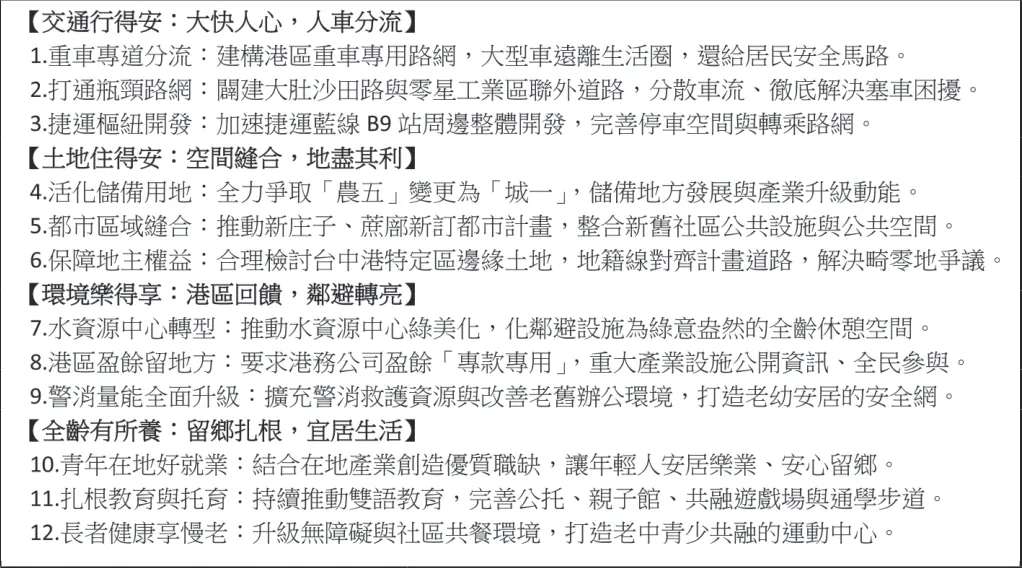 【交通行得安：大快人心，人車分流】
1.重車專道分流：建構港區重車專用路網，大型車遠離生活圈，還給居民安全馬路。
2.打通瓶頸路網：闢建大肚沙田路與零星工業區聯外道路，分散車流、徹底解決塞車困擾。
3.捷運樞紐開發：加速捷運藍線 B9 站周邊整體開發，完善停車空間與轉乘路網。
【土地住得安：空間縫合，地盡其利】
4.活化儲備用地：全力爭取「農五」變更為「城一」，儲備地方發展與產業升級動能。
5.都市區域縫合：推動新庄子、蔗廍新訂都市計畫，整合新舊社區公共設施與公共空間。
6.保障地主權益：合理檢討台中港特定區邊緣土地，地籍線對齊計畫道路，解決畸零地爭議。
【環境樂得享：港區回饋，鄰避轉亮】
7.水資源中心轉型：推動水資源中心綠美化，化鄰避設施為綠意盎然的全齡休憩空間。
8.港區盈餘留地方：要求港務公司盈餘「專款專用」，重大產業設施公開資訊、全民參與。
9.警消量能全面升級：擴充警消救護資源與改善老舊辦公環境，打造老幼安居的安全網。
【全齡有所養：留鄉扎根，宜居生活】
10.青年在地好就業：結合在地產業創造優質職缺，讓年輕人安居樂業、安心留鄉。
11.扎根教育與托育：持續推動雙語教育，完善公托、親子館、共融遊戲場與通學步道。
12.長者健康享慢老：升級無障礙與社區共餐環境，打造老中青少共融的運動中心。